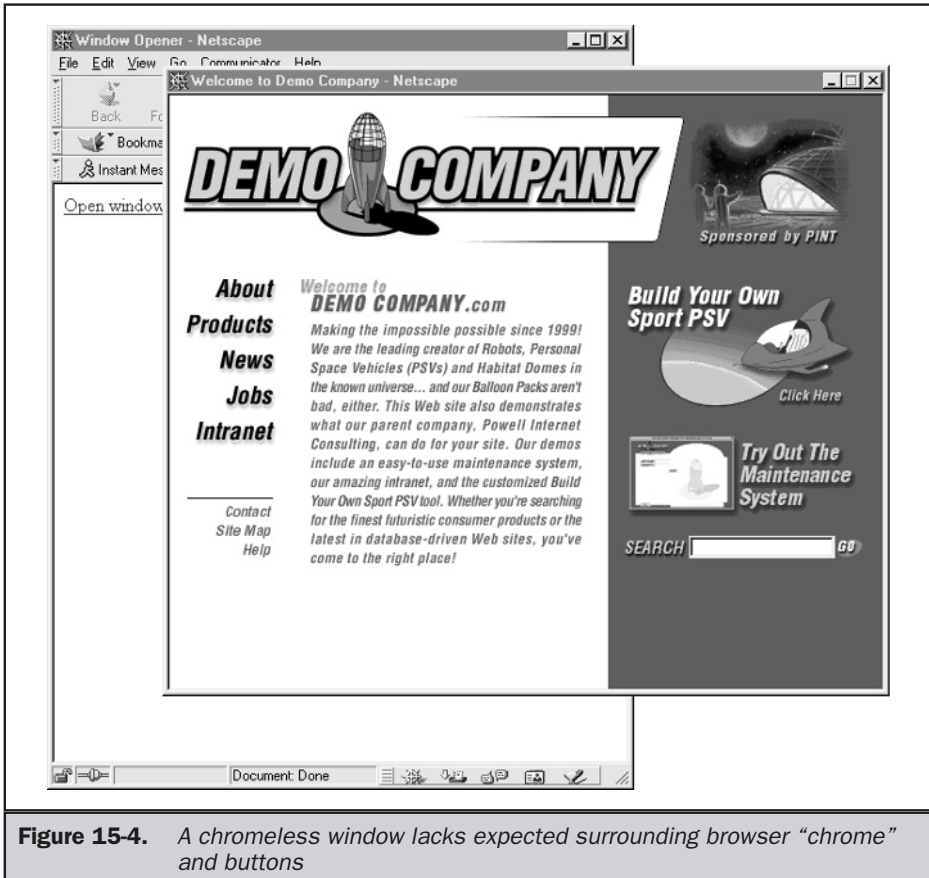 Window Opener - Netscape
File Edit View Go Communicator Help
Back
Bookma
Instant Mes
Open window
Welcome to Demo Company - Netscape
DEMO COMPANY
Sponsored by PINT
About
Products
News
Jobs
Intranet
Contact
Site Map
Help
Welcome to
DEMO COMPANY.com
Making the impossible possible since 1999!
We are the leading creator of Robots, Personal
Space Vehicles (PSVs) and Habitat Domes in
the known universe... and our Balloon Packs aren't
bad, either. This Web site also demonstrates
what our parent company, Powell Internet
Consulting, can do for your site. Our demos
include an easy-to-use maintenance system,
our amazing intranet, and the customized Build
Your Own Sport PSV tool. Whether you're searching
for the finest futuristic consumer products or the
latest in database-driven Web sites, you've
come to the right place!
Build Your Own
Sport PSV
Click Here
Try Out The
Maintenance
System
SEARCH GO
Document: Done
Figure 15-4. A chromeless window lacks expected surrounding browser “chrome”
and buttons